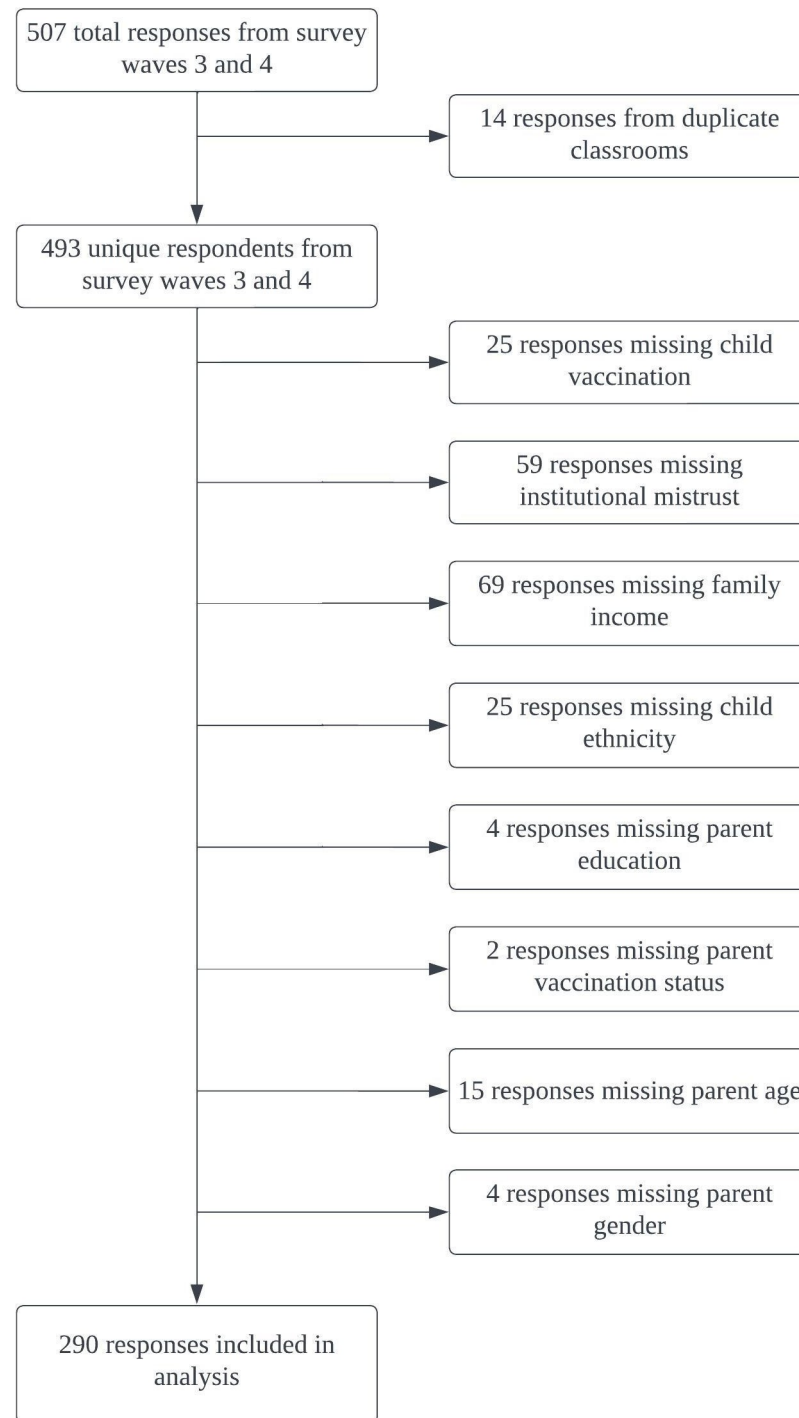 507 total responses from survey
waves 3 and 4
14 responses from duplicate
classrooms
493 unique respondents from
survey waves 3 and 4
25 responses missing child
vaccination
59 responses missing
institutional mistrust
69 responses missing family
income
25 responses missing child
ethnicity
4 responses missing parent
education
2 responses missing parent
vaccination status
15 responses missing parent age
4 responses missing parent
gender
290 responses included in
analysis